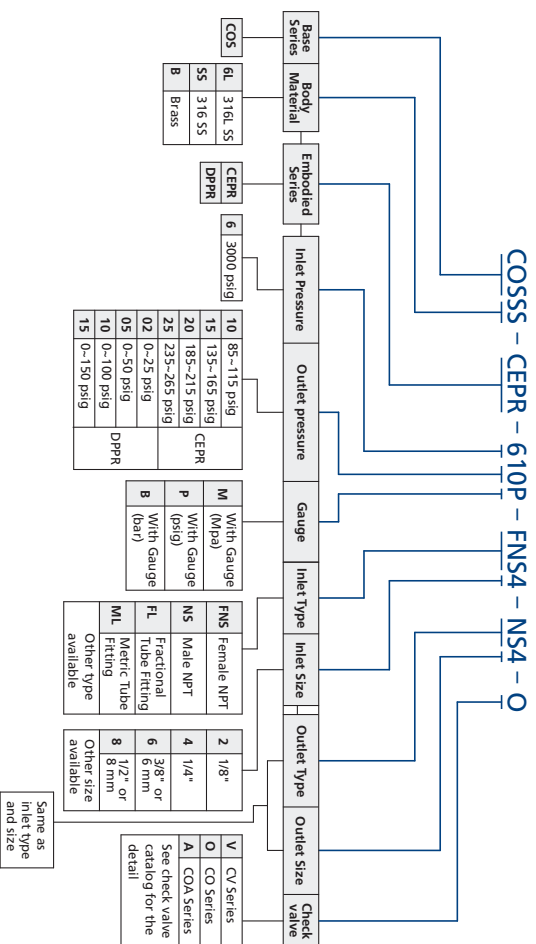 COSSS – CEPR – 610P – FNS4 – NS4 – O
Base
Series
Body
Material
Embodied
Series
Inlet Pressure
Outlet pressure
Gauge
Inlet Type
Inlet Size
Outlet Type
Outlet Size
Check
valve
COS
6L 316L SS
SS 316 SS
B Brass
CEPR
DPPR
6 3000 psig
10 85~115 psig
15 135~165 psig
20 185~215 psig
25 235~265 psig
CEPR
02 0~25 psig
05 0~50 psig
10 0~100 psig
15 0~150 psig
DPPR
M With Gauge
(Mpa)
P With Gauge
(psig)
B With Gauge
(bar)
FNS Female NPT
NS Male NPT
FL Fractional
Tube Fitting
ML Metric Tube
Fitting
Other type
available
2 1/8"
4 1/4"
6 3/8" or
6 mm
8 1/2" or
8 mm
Other size
available
Same as
inlet type
and size
V CV Series
O CO Series
A COA Series
See check valve
catalog for the
detail